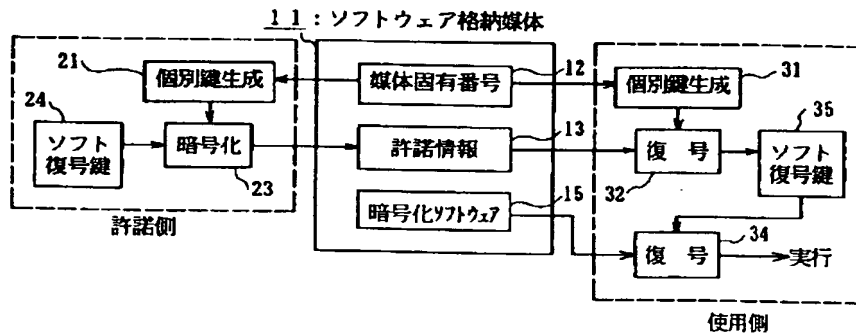 11：ソフトウェア格納媒体
21
個別鍵生成
24
ソフト
復号鍵
暗号化
23
許諾側
媒体固有番号
12
許諾情報
13
暗号化ソフトウェア
15
個別鍵生成
31
復号
32
35
ソフト
復号鍵
復号
34
実行
使用側